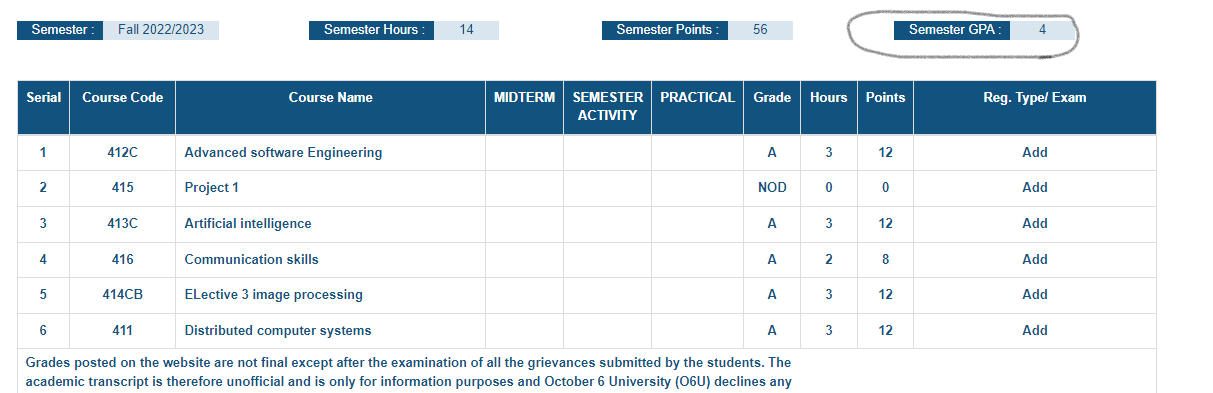 Semester : Fall 2022/2023 Semester Hours : 14 Semester Points : 56 Semester GPA : 4
Serial Course Code Course Name MIDTERM SEMESTER ACTIVITY PRACTICAL Grade Hours Points Reg. Type/ Exam
1 412C Advanced software Engineering A 3 12 Add
2 415 Project 1 NOD 0 0 Add
3 413C Artificial intelligence A 3 12 Add
4 416 Communication skills A 2 8 Add
5 414CB ELective 3 image processing A 3 12 Add
6 411 Distributed computer systems A 3 12 Add
Grades posted on the website are not final except after the examination of all the grievances submitted by the students. The
academic transcript is therefore unofficial and is only for information purposes and October 6 University (O6U) declines any